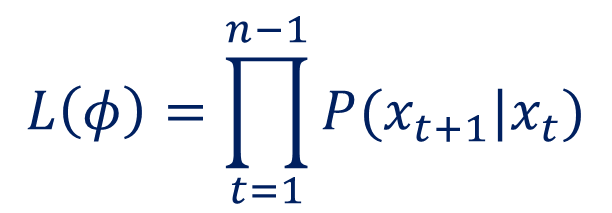 L(ϕ) = ∏_{t=1}^{n−1} P(x_{t+1}|x_t)